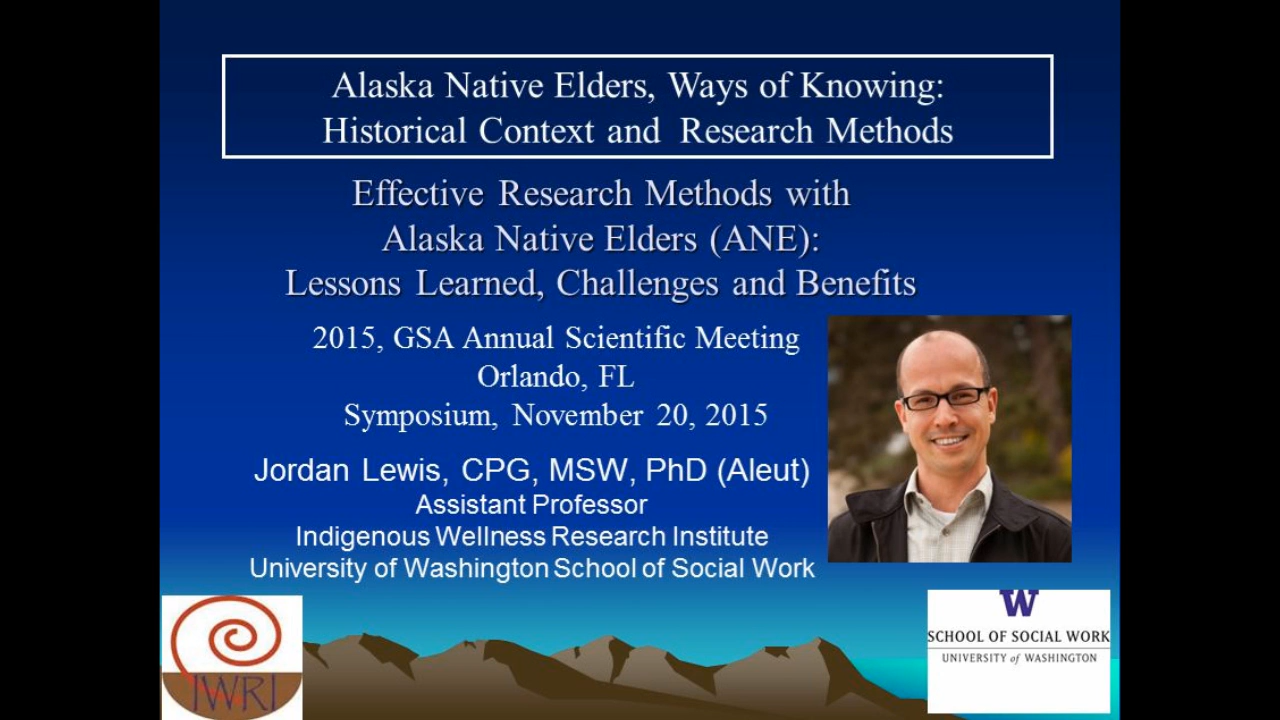 Alaska Native Elders, Ways of Knowing:
Historical Context and Research Methods
Effective Research Methods with
Alaska Native Elders (ANE):
Lessons Learned, Challenges and Benefits
2015, GSA Annual Scientific Meeting
Orlando, FL
Symposium, November 20, 2015
Jordan Lewis, CPG, MSW, PhD (Aleut)
Assistant Professor
Indigenous Wellness Research Institute
University of Washington School of Social Work
IWRI
W
SCHOOL OF SOCIAL WORK
UNIVERSITY of WASHINGTON